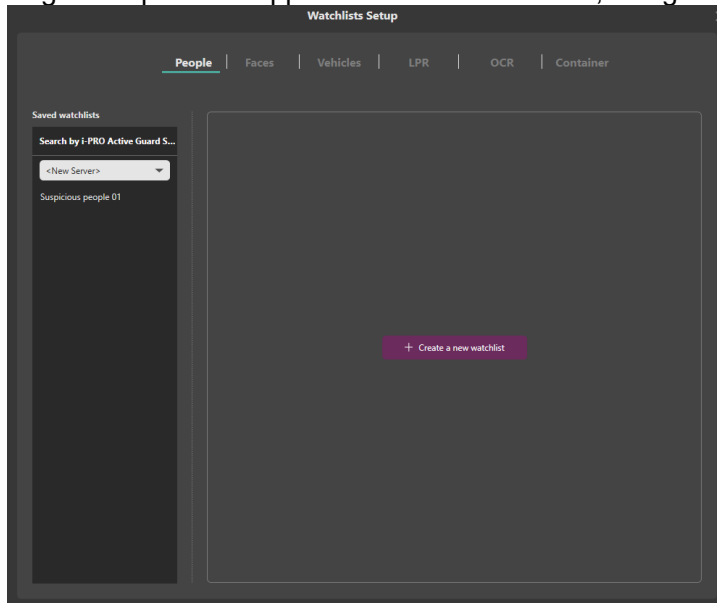 Watchlists Setup
People | Faces | Vehicles | LPR | OCR | Container
Saved watchlists
Search by i-PRO Active Guard S...
<New Server>
Suspicious people 01
+ Create a new watchlist